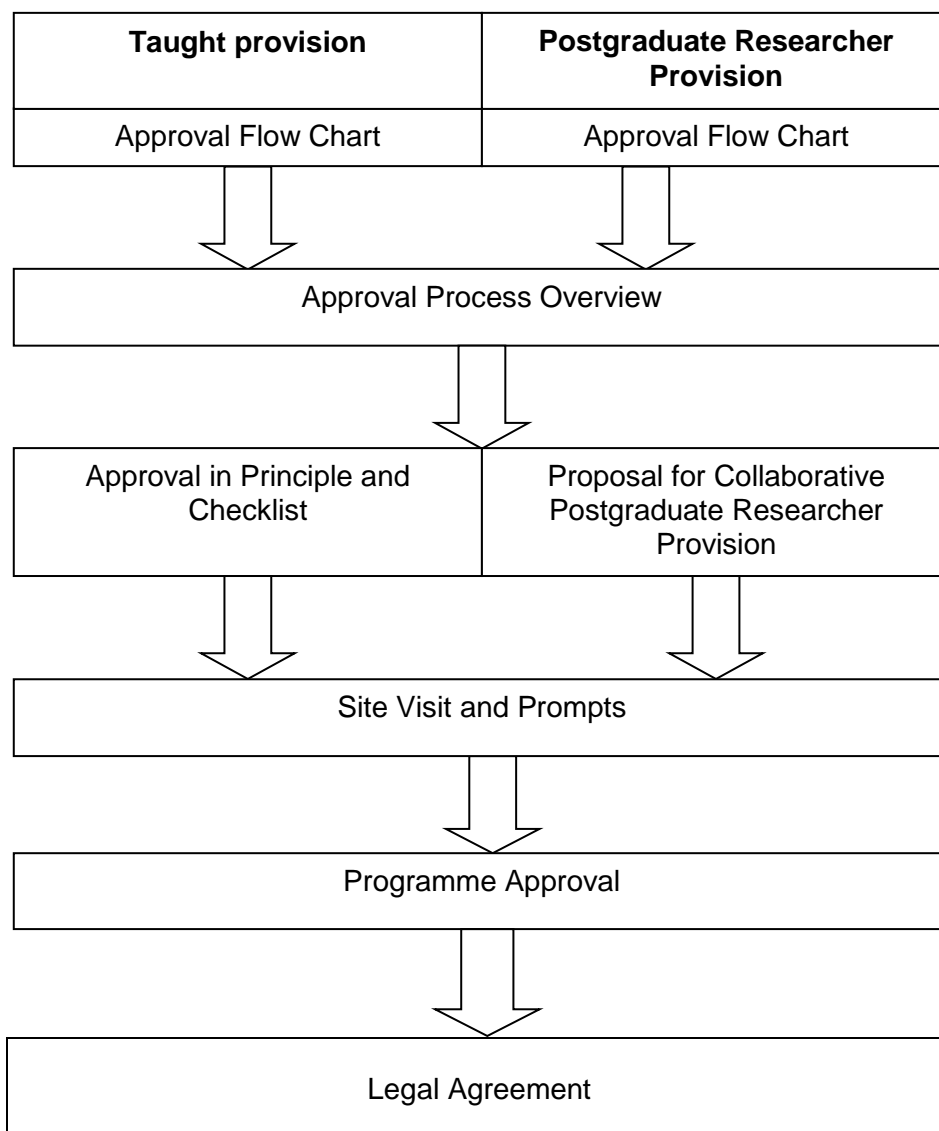 Taught provision
Postgraduate Researcher
Provision
Approval Flow Chart
Approval Flow Chart
Approval Process Overview
Approval in Principle and
Checklist
Proposal for Collaborative
Postgraduate Researcher
Provision
Site Visit and Prompts
Programme Approval
Legal Agreement